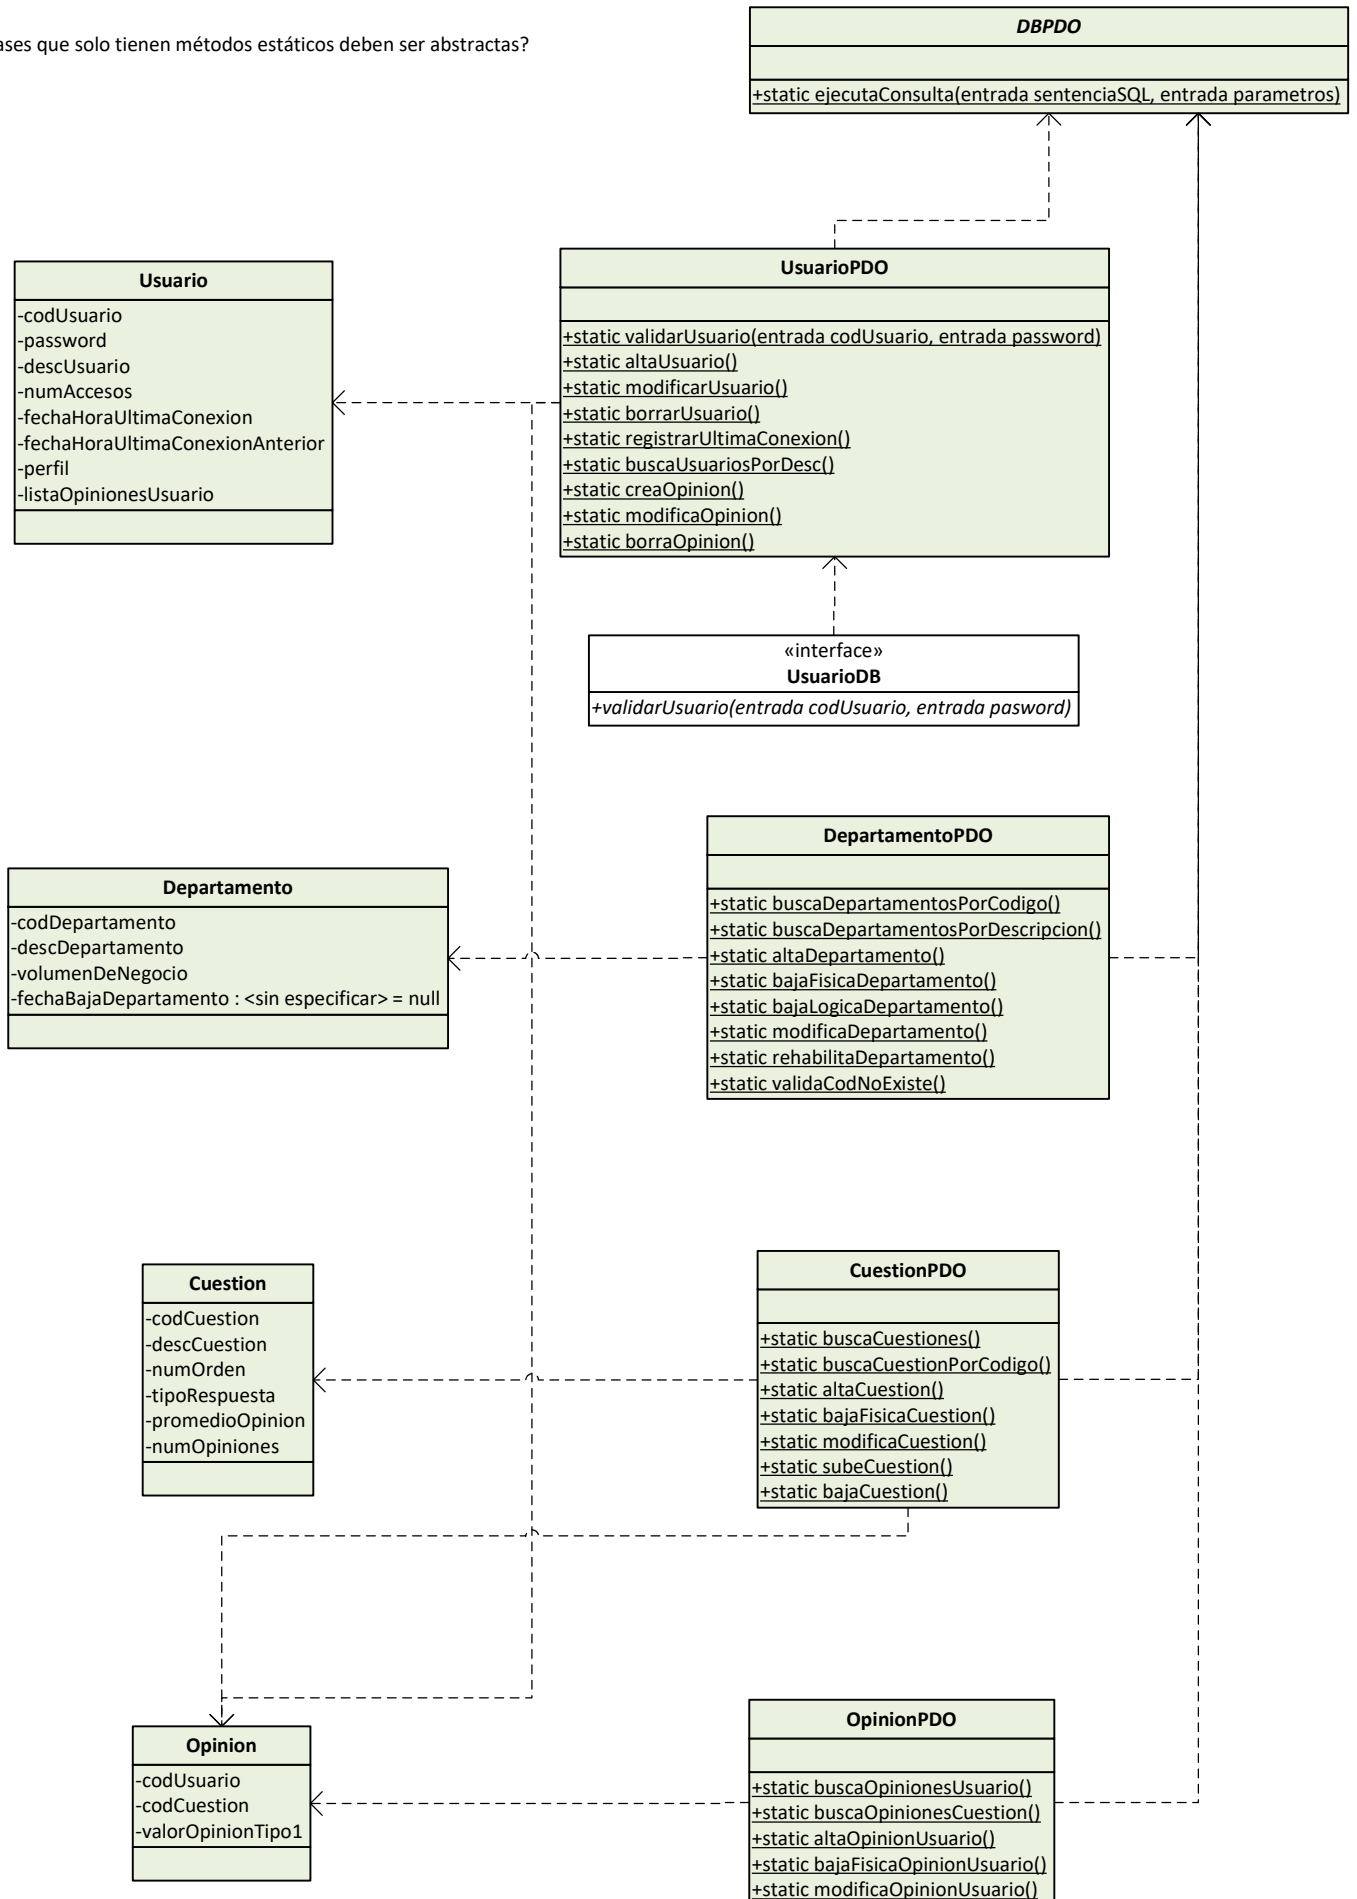 que solo tienen métodos estáticos deben ser abstractas?
DBPDO
+static ejecutaConsulta(entrada sentenciaSQL, entrada parametros)
Usuario
-codUsuario
-password
-descUsuario
-numAccesos
-fechaHoraUltimaConexion
-fechaHoraUltimaConexionAnterior
-perfil
-listaOpinionesUsuario
UsuarioPDO
+static validarUsuario(entrada codUsuario, entrada password)
+static altaUsuario()
+static modificarUsuario()
+static borrarUsuario()
+static registrarUltimaConexion()
+static buscaUsuariosPorDesc()
+static creaOpinion()
+static modificaOpinion()
+static borraOpinion()
«interface»
UsuarioDB
+validarUsuario(entrada codUsuario, entrada pasword)
Departamento
-codDepartamento
-descDepartamento
-volumenDeNegocio
-fechaBajaDepartamento : <sin especificar> = null
DepartamentoPDO
+static buscaDepartamentosPorCodigo()
+static buscaDepartamentosPorDescripcion()
+static altaDepartamento()
+static bajaFisicaDepartamento()
+static bajaLogicaDepartamento()
+static modificaDepartamento()
+static rehabilitaDepartamento()
+static validaCodNoExiste()
Cuestion
-codCuestion
-descCuestion
-numOrden
-tipoRespuesta
-promedioOpinion
-numOpiniones
CuestionPDO
+static buscaCuestiones()
+static buscaCuestionPorCodigo()
+static altaCuestion()
+static bajaFisicaCuestion()
+static modificaCuestion()
+static subeCuestion()
+static bajaCuestion()
Opinion
-codUsuario
-codCuestion
-valorOpinionTipo1
OpinionPDO
+static buscaOpinionesUsuario()
+static buscaOpinionesCuestion()
+static altaOpinionUsuario()
+static bajaFisicaOpinionUsuario()
+static modificaOpinionUsuario()